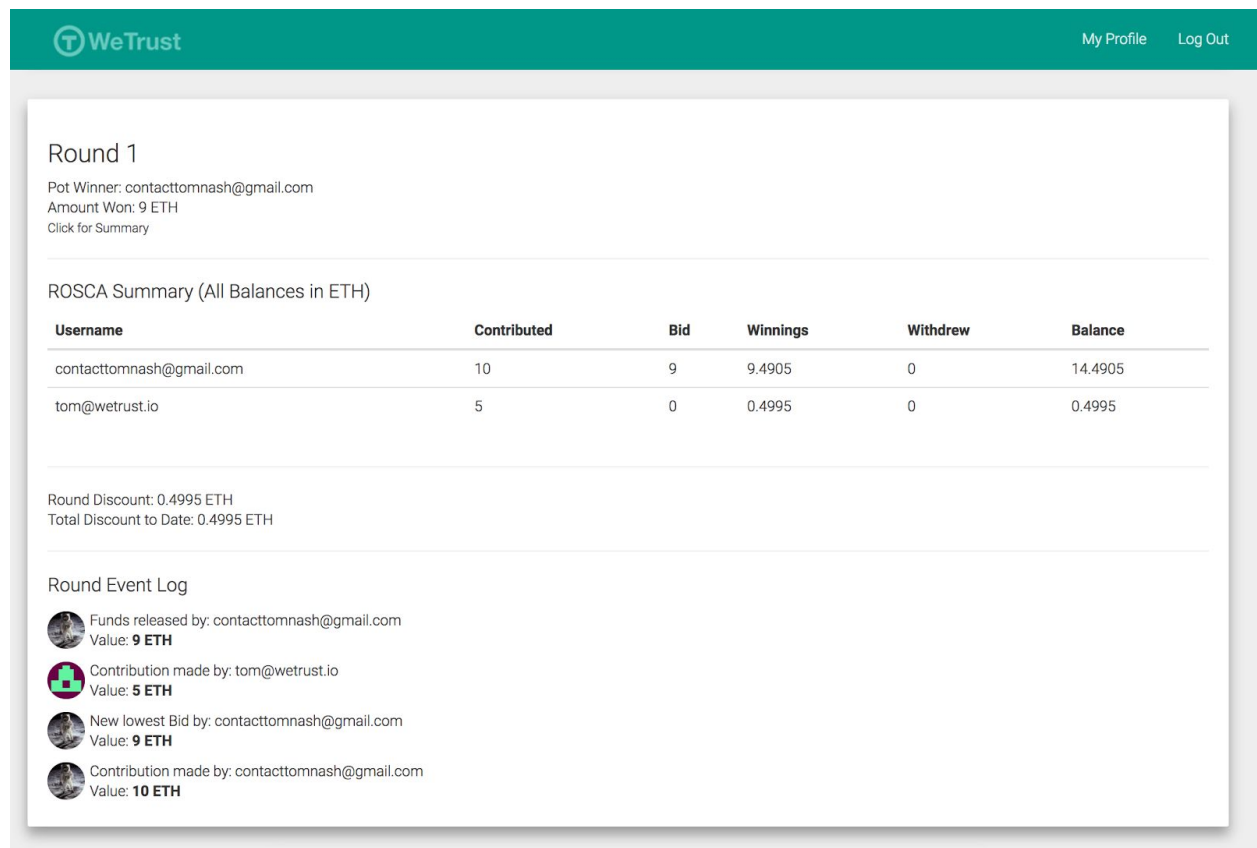 WeTrust
My Profile Log Out
Round 1
Pot Winner: contacttomnash@gmail.com
Amount Won: 9 ETH
Click for Summary
ROSCA Summary (All Balances in ETH)
Username Contributed Bid Winnings Withdrew Balance
contacttomnash@gmail.com 10 9 9.4905 0 14.4905
tom@wetrust.io 5 0 0.4995 0 0.4995
Round Discount: 0.4995 ETH
Total Discount to Date: 0.4995 ETH
Round Event Log
Funds released by: contacttomnash@gmail.com
Value: 9 ETH
Contribution made by: tom@wetrust.io
Value: 5 ETH
New lowest Bid by: contacttomnash@gmail.com
Value: 9 ETH
Contribution made by: contacttomnash@gmail.com
Value: 10 ETH